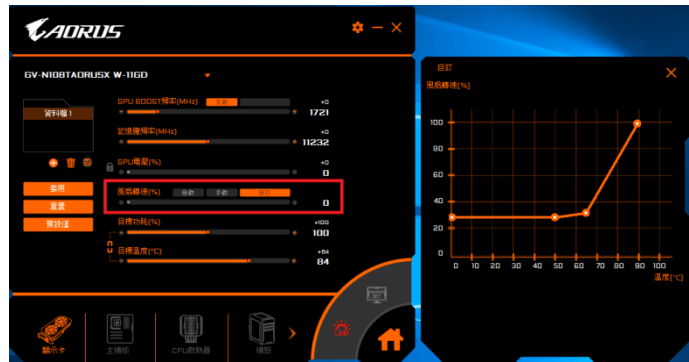 AORUS
GV-N108TAORUSX W-11GD
資料檔 1
套用
重置
預設值
GPU BOOST頻率(MHz) 手動
+0
1721
記憶體頻率(MHz)
+0
11232
GPU電壓(%)
+0
0
風扇轉速(%) 自動 手動 自訂
0
目標功耗(%)
+100
100
目標溫度(°C)
+84
84
顯示卡
主機板
CPU散熱器
機殼
LED
自訂
風扇轉速(%)
100
80
60
40
20
0
0 10 20 30 40 50 60 70 80 90 100
溫度(°C)